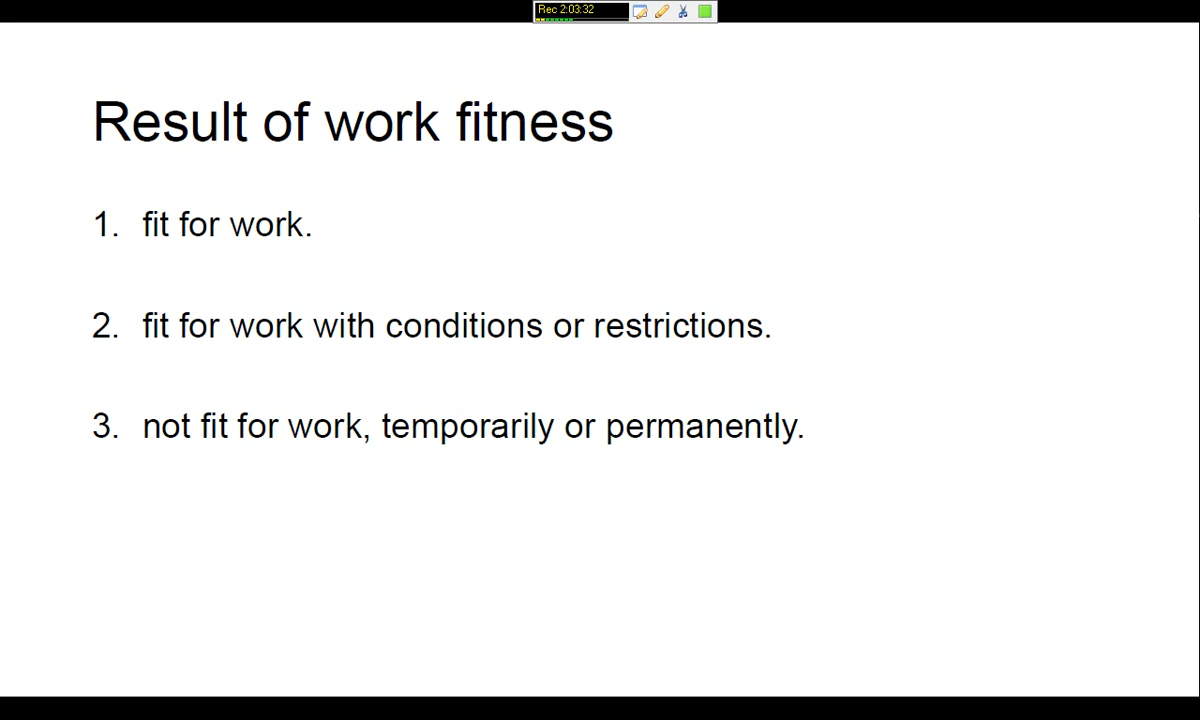 Rec 2:03:32
Result of work fitness
1. fit for work.
2. fit for work with conditions or restrictions.
3. not fit for work, temporarily or permanently.